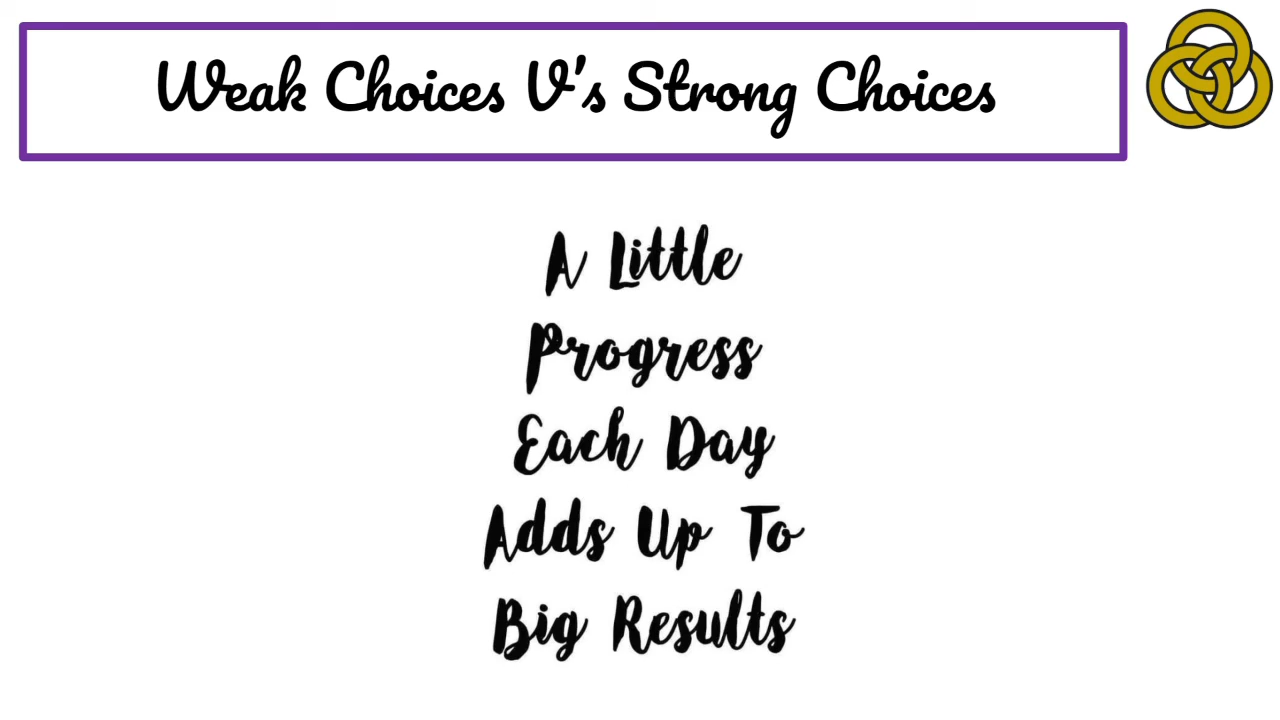 Weak Choices V's Strong Choices
A Little
Progress
Each Day
Adds Up To
Big Results